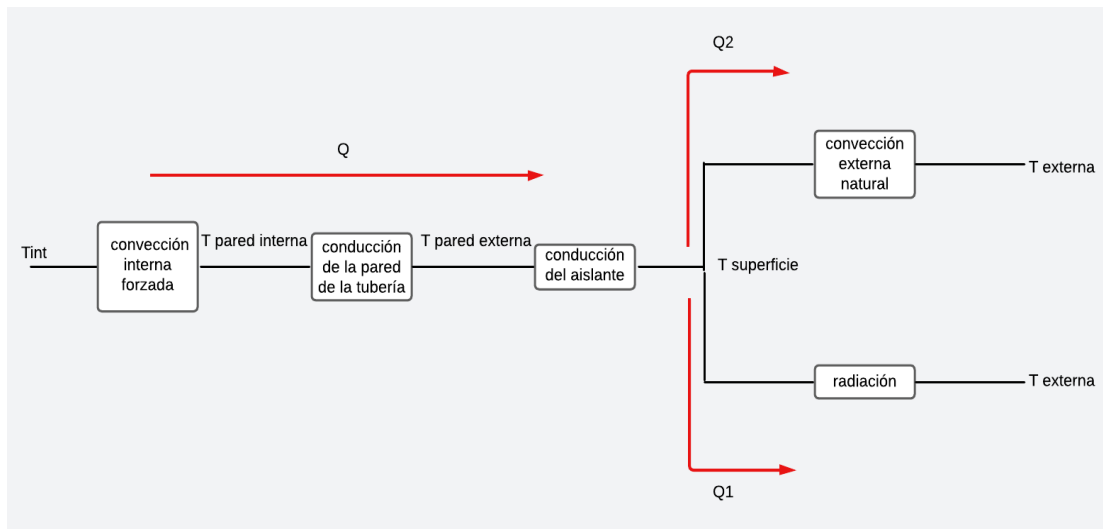 Q2
Q
convección
externa
natural
T externa
Tint
convección
interna
forzada
T pared interna
conducción
de la pared
de la tubería
T pared externa
conducción
del aislante
T superficie
radiación
T externa
Q1